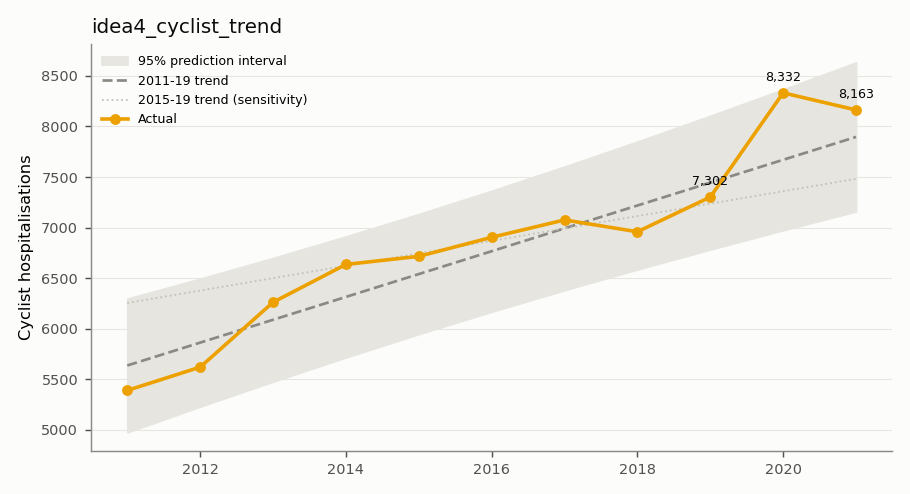 idea4_cyclist_trend
95% prediction interval
2011-19 trend
2015-19 trend (sensitivity)
Actual
Cyclist hospitalisations
8500
8000
7500
7000
6500
6000
5500
5000
7,302
8,332
8,163
2012
2014
2016
2018
2020